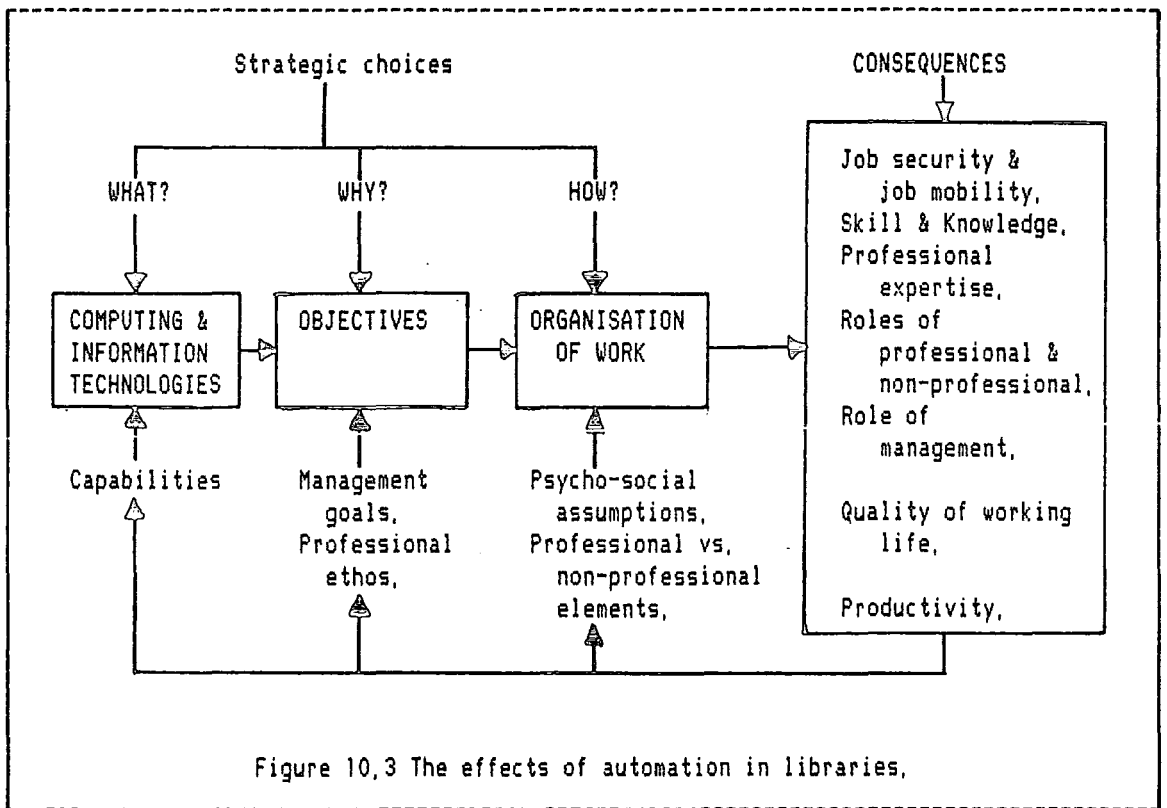 Strategic choices
CONSEQUENCES
WHAT?
WHY?
HOW?
COMPUTING &
INFORMATION
TECHNOLOGIES
OBJECTIVES
ORGANISATION
OF WORK
Capabilities
Management
goals,
Professional
ethos,
Psycho-social
assumptions,
Professional vs,
non-professional
elements,
Job security &
job mobility,
Skill & Knowledge,
Professional
expertise,
Roles of
professional &
non-professional,
Role of
management,
Quality of working
life,
Productivity,
Figure 10,3 The effects of automation in libraries,